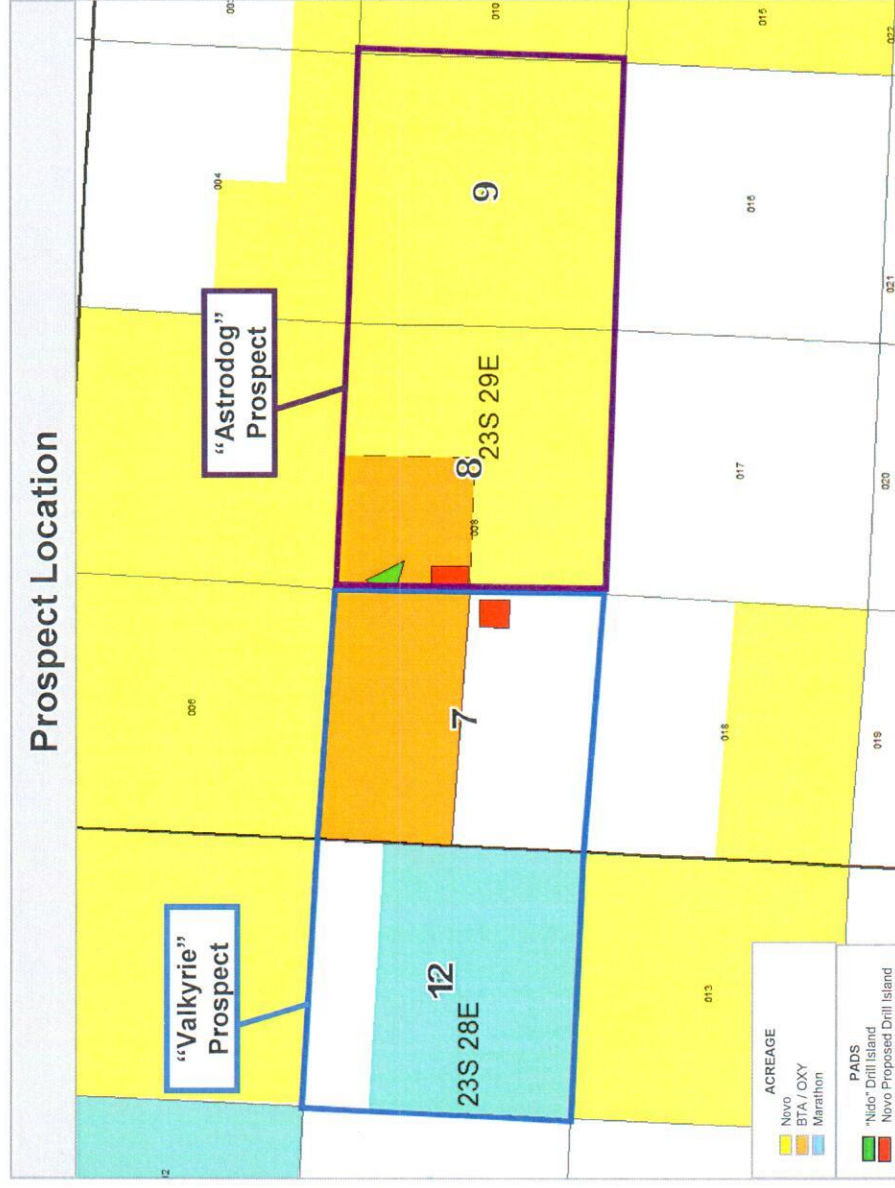 Prospect Location
"Valkyrie"
Prospect
"Astrodog"
Prospect
004
010
006
12
23S 28E
7
8
008
23S 29E
9
013
018
017
016
015
019
020
021
022
ACREAGE
Novo
BTA / OXY
Marathon
PADS
"Nido" Drill Island
Novo Proposed Drill Island